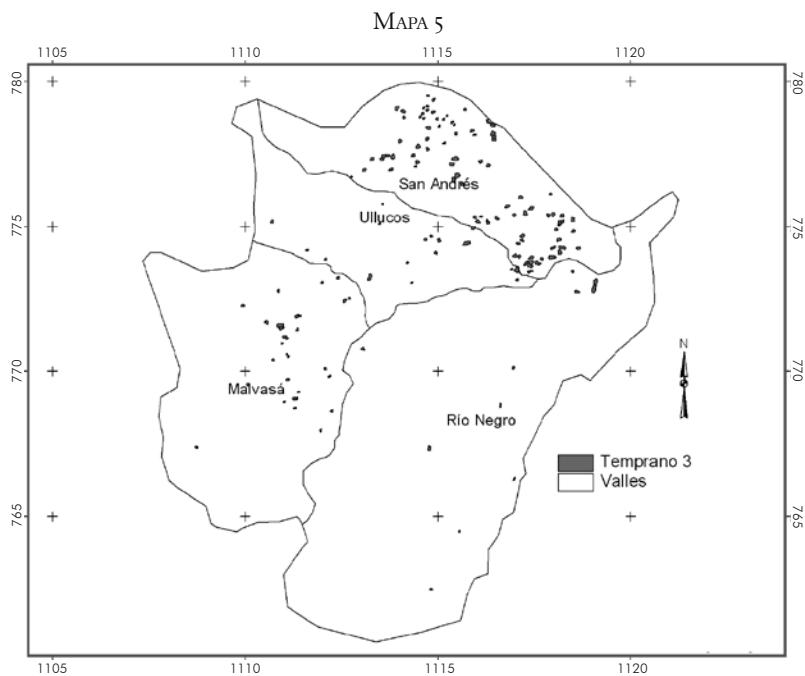 MAPA 5
1105 1110 1115 1120
780 780
San Andrés
Ullucos
775 775
N
770 770
Malvasá
Río Negro
Temprano 3
Valles
765 765
1105 1110 1115 1120